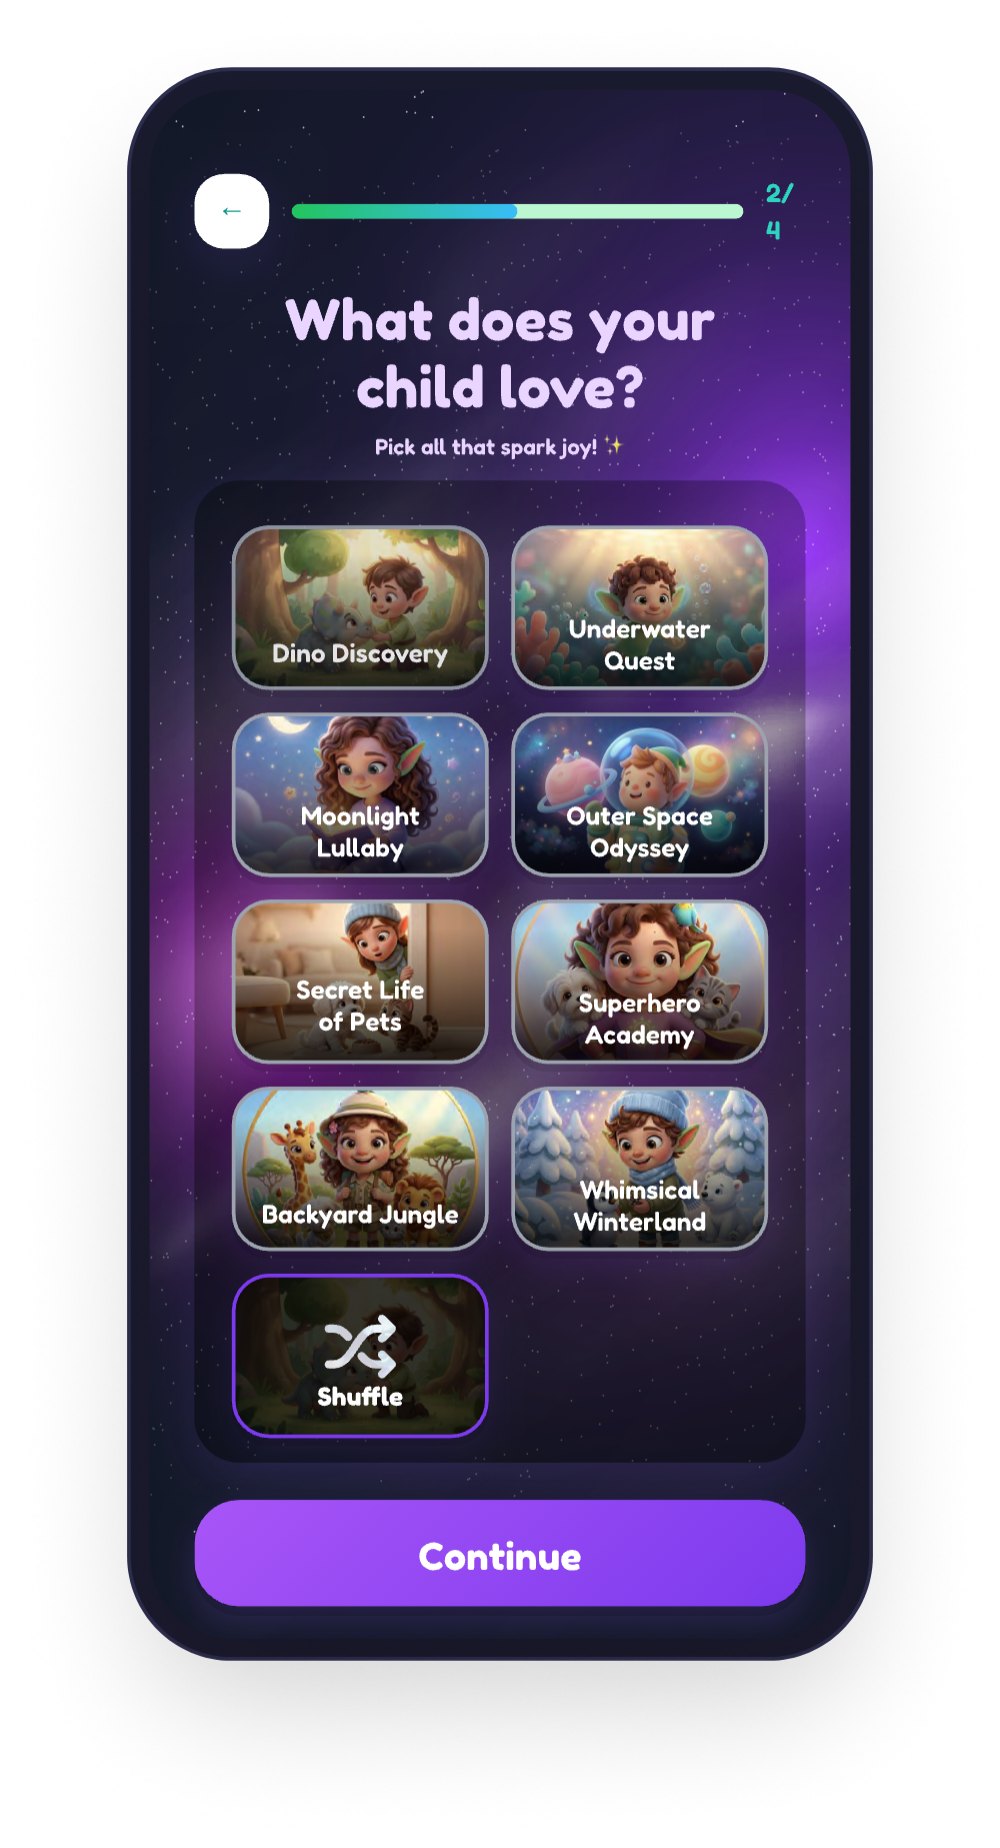 ←
2/
4
What does your
child love?
Pick all that spark joy! ✨
Dino Discovery
Underwater
Quest
Moonlight
Lullaby
Outer Space
Odyssey
Secret Life
of Pets
Superhero
Academy
Backyard Jungle
Whimsical
Winterland
Shuffle
Continue